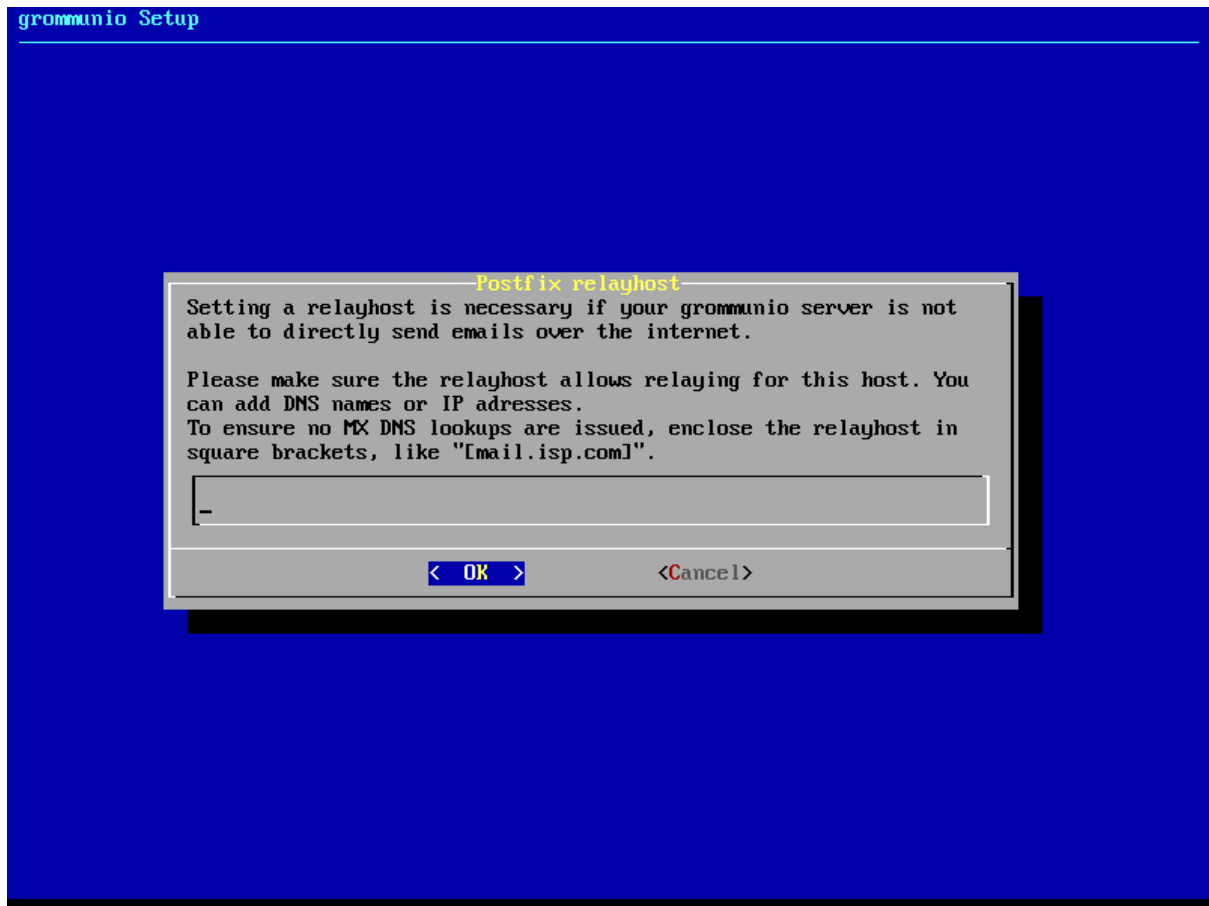 grommunio Setup
Postfix relayhost
Setting a relayhost is necessary if your grommunio server is not
able to directly send emails over the internet.
Please make sure the relayhost allows relaying for this host. You
can add DNS names or IP adresses.
To ensure no MX DNS lookups are issued, enclose the relayhost in
square brackets, like "[mail.isp.com]".
_
< OK > <Cancel>